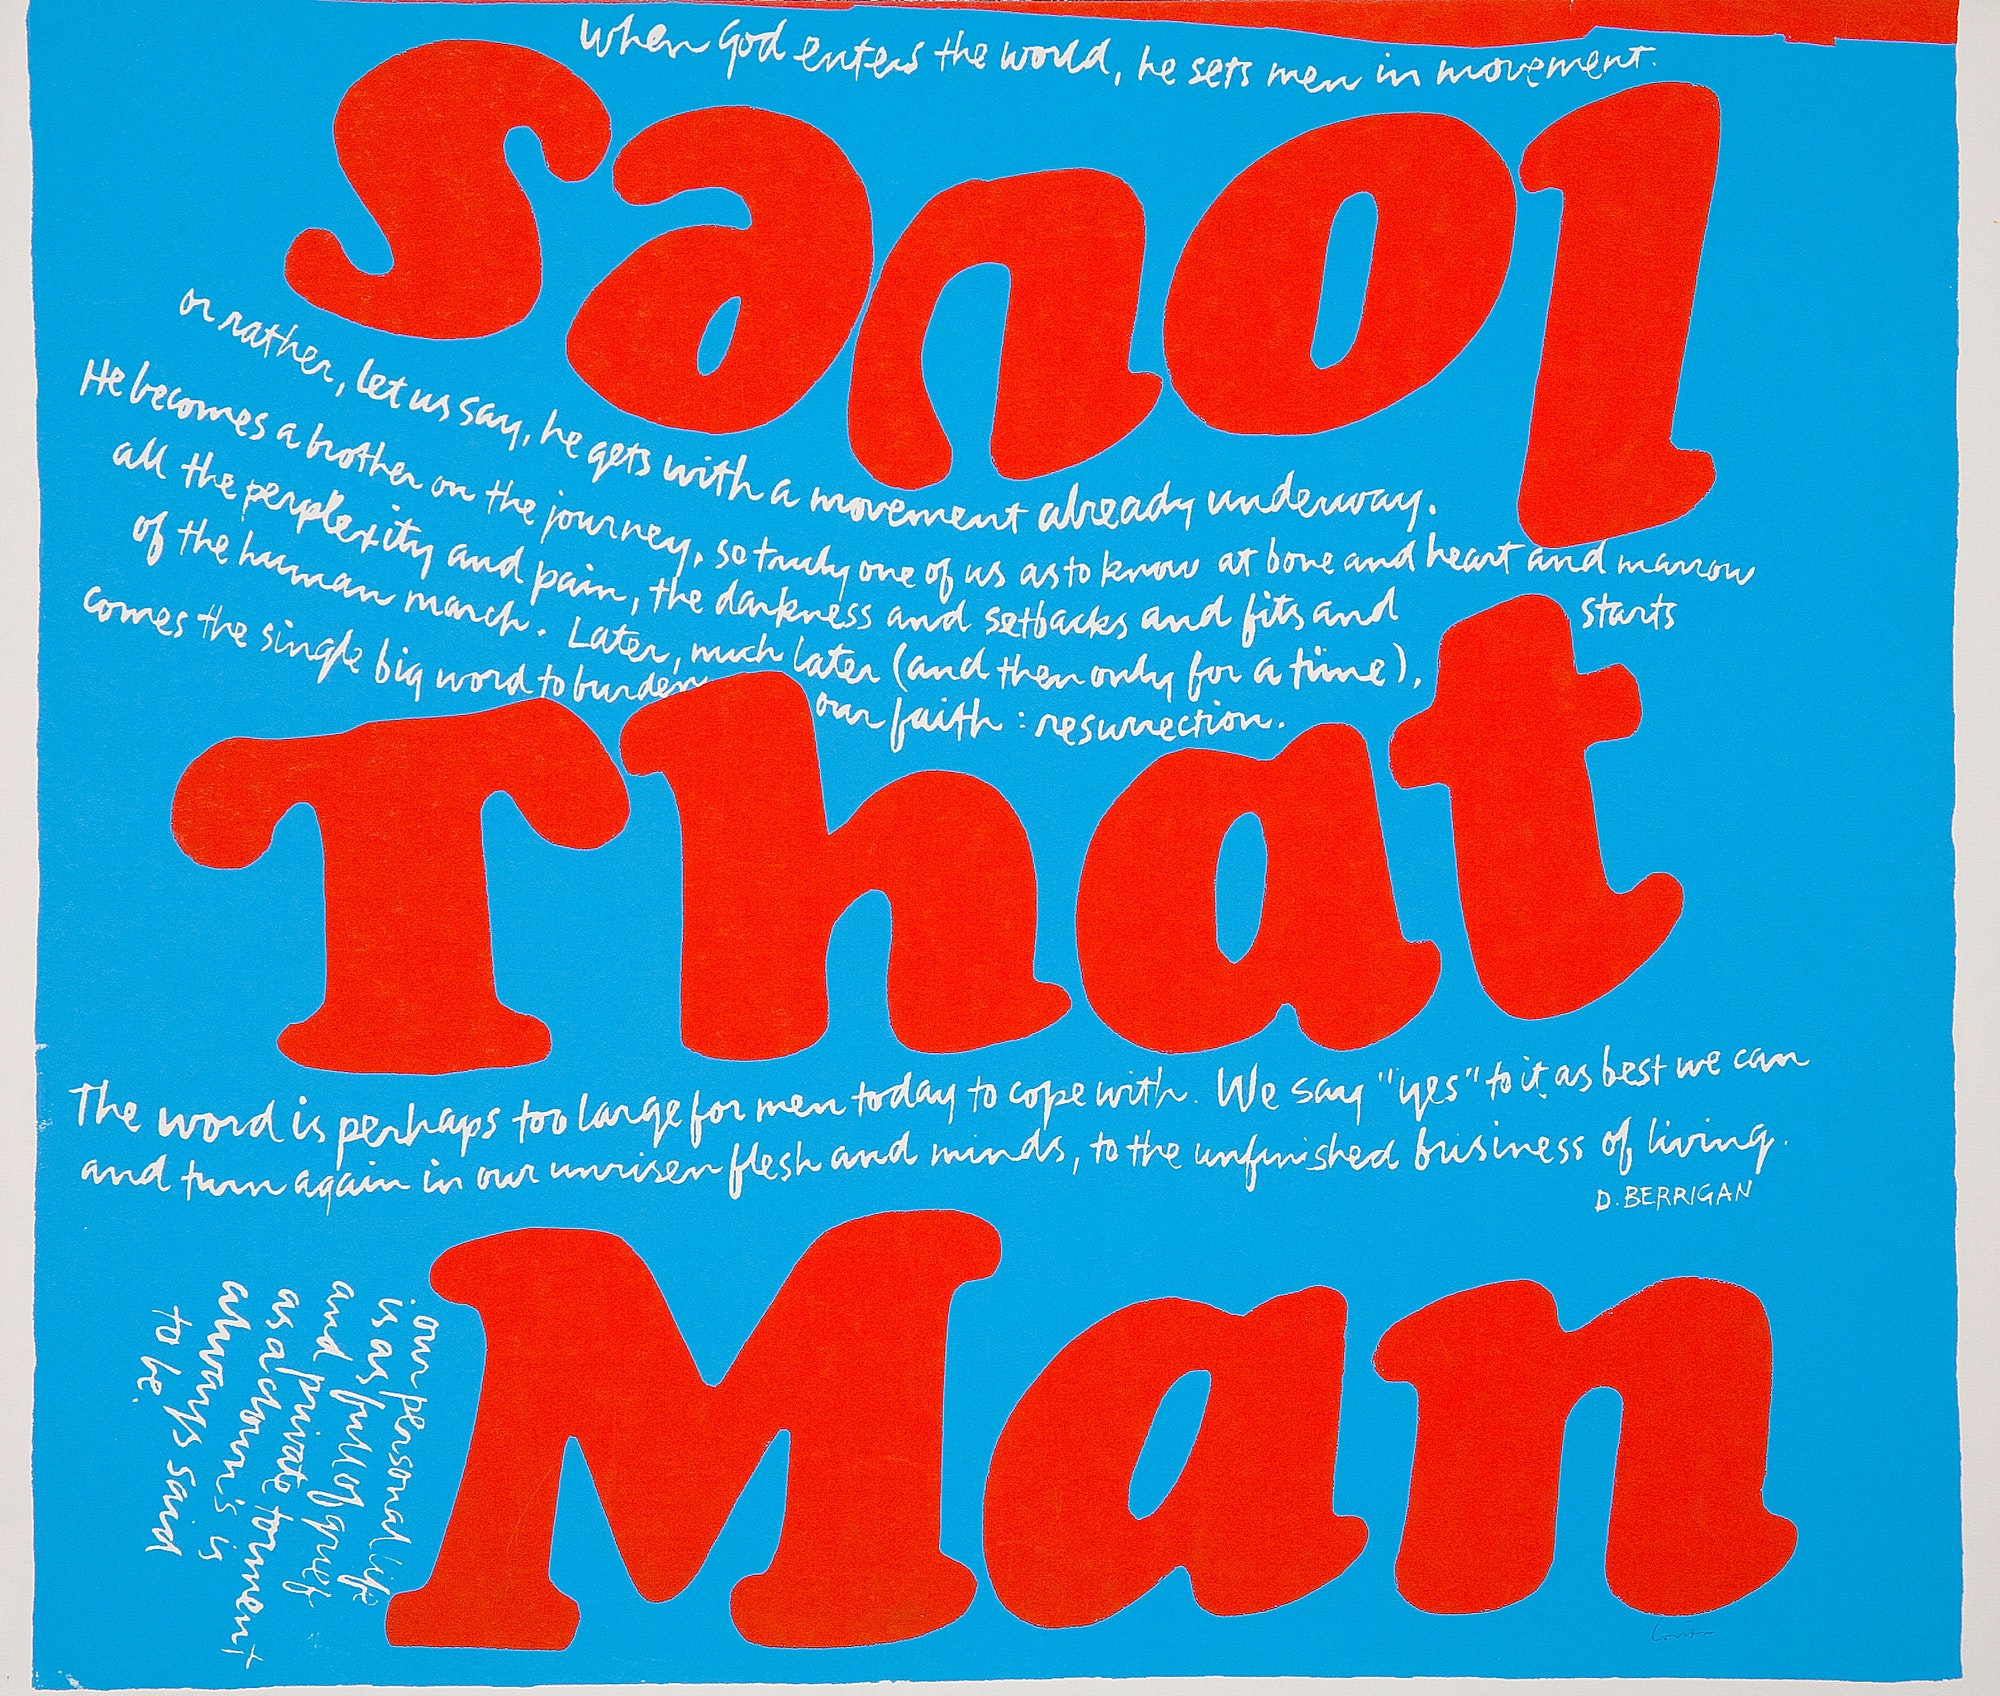 When God enters the world, he sets men in movement.
loves
or rather, let us say, he gets with a movement already underway.
He becomes a brother on the journey, so truly one of us as to know at bone and heart and marrow
all the perplexity and pain, the darkness and setbacks and fits and starts
of the human march. Later, much later (and then only for a time),
comes the single big word to burden our faith : resurrection.
That
The word is perhaps too large for men today to cope with. We say "yes" to it as best we can
and turn again in our unrisen flesh and minds, to the unfinished business of living.
D. BERRIGAN
Man
our personal life
is as full of grief
and private torment
as a clown's is
always said
to be.